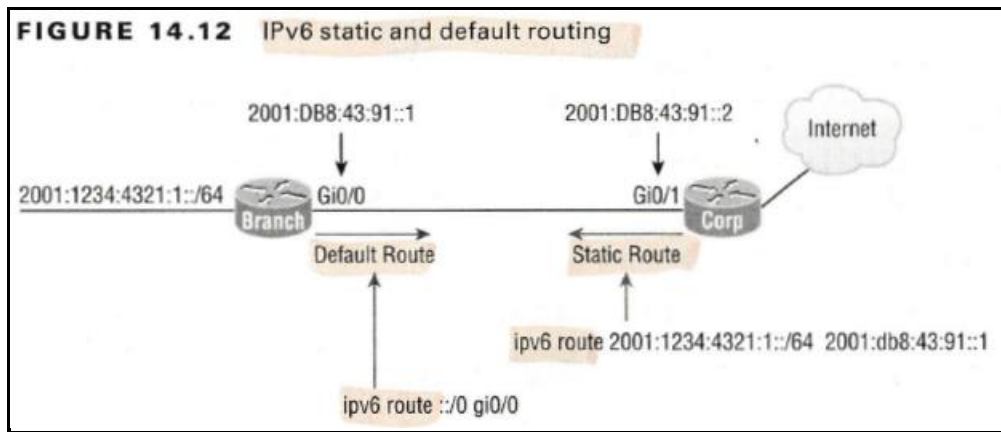 FIGURE 14.12 IPv6 static and default routing
2001:DB8:43:91::1
2001:DB8:43:91::2
Internet
2001:1234:4321:1::/64
Gi0/0
Gi0/1
Branch
Corp
Default Route
Static Route
ipv6 route 2001:1234:4321:1::/64 2001:db8:43:91::1
ipv6 route ::/0 gi0/0